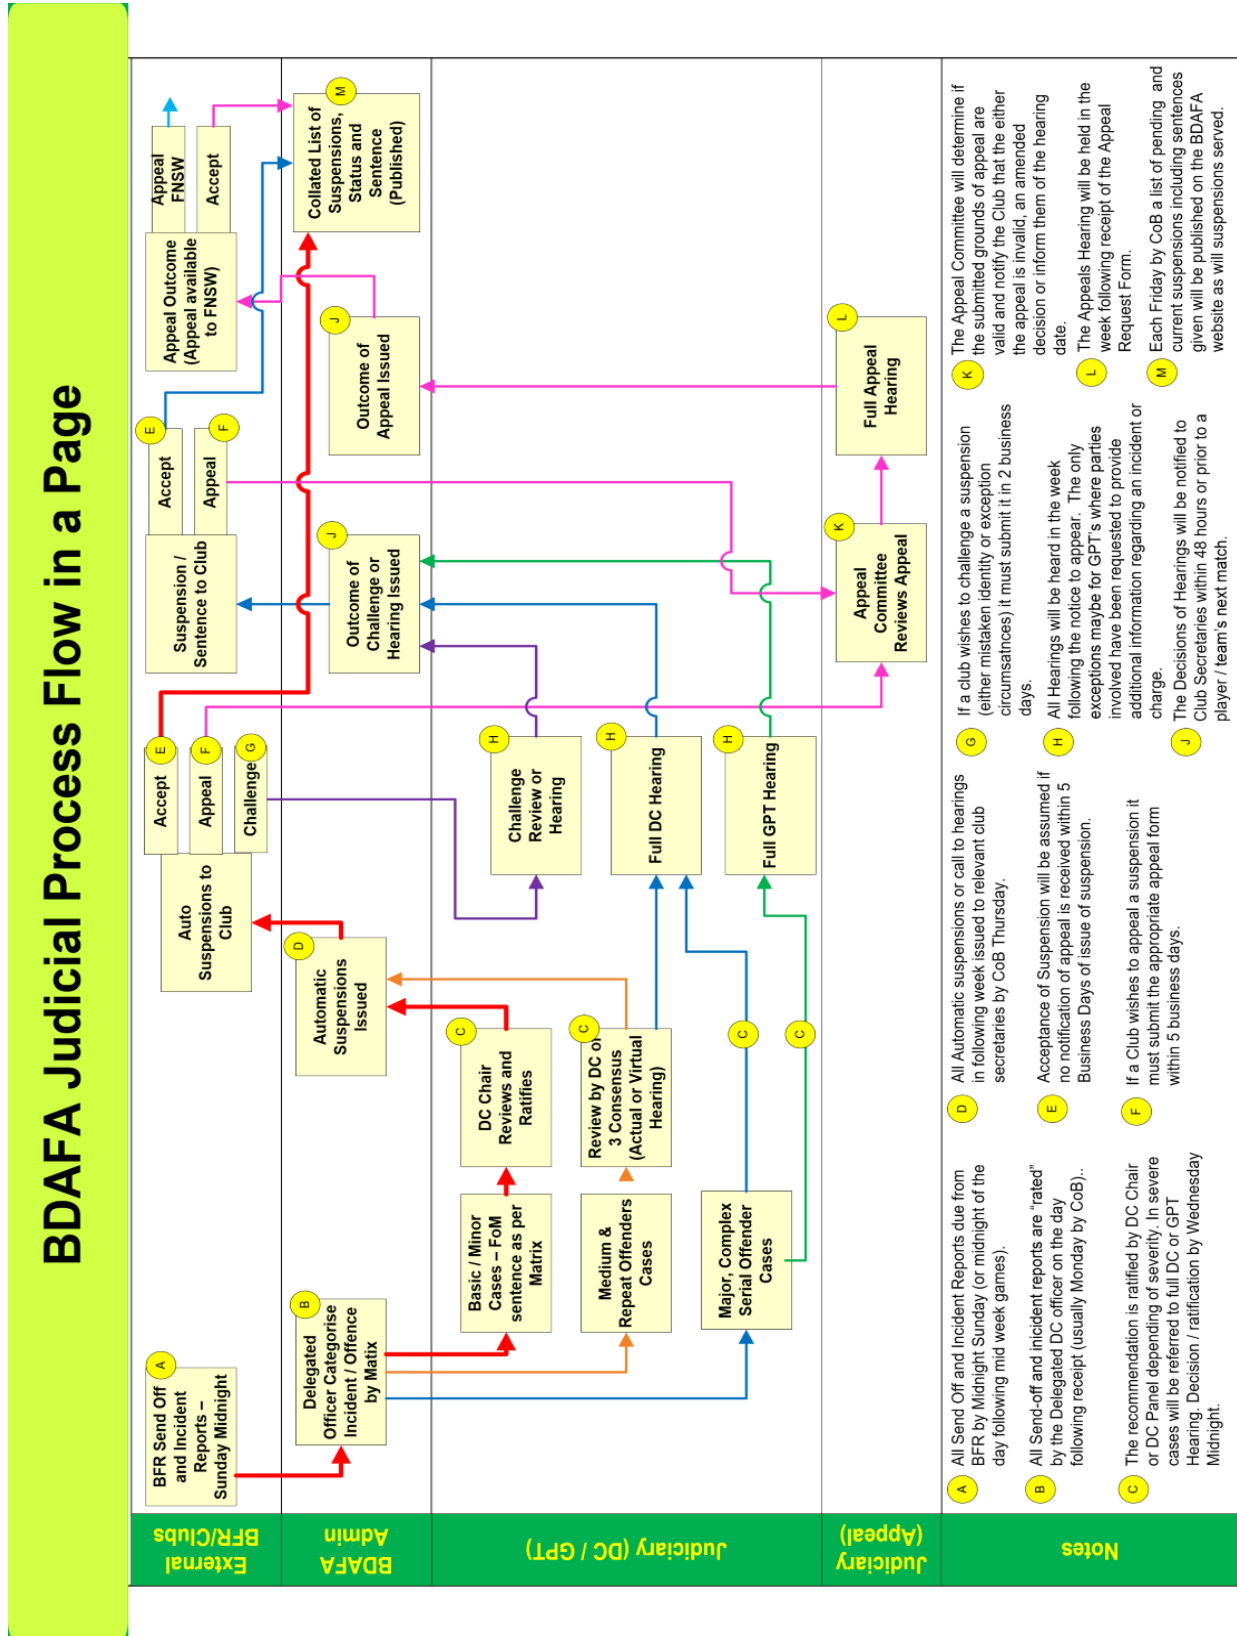 BDAFA Judicial Process Flow in a Page
External
BFR/Clubs
A
BFR Send Off
and Incident
Reports –
Sunday Midnight
Auto
Suspensions to
Club
Accept
E
Appeal
F
Challenge
G
Suspension /
Sentence to Club
Accept
E
Appeal
F
Appeal Outcome
(Appeal available
to FNSW)
Appeal
FNSW
Accept
BDAFA
Admin
B
Delegated
Officer Categorise
Incident / Offence
by Matix
D
Automatic
Suspensions
Issued
J
Outcome of
Challenge or
Hearing Issued
J
Outcome of
Appeal Issued
M
Collated List of
Suspensions,
Status and
Sentence
(Published)
Judiciary (DC / GPT)
Basic / Minor
Cases – FoM
sentence as per
Matrix
C
DC Chair
Reviews and
Ratifies
H
Challenge
Review or
Hearing
Medium &
Repeat Offenders
Cases
C
Review by DC or
3 Consensus
(Actual or Virtual
Hearing)
H
Full DC Hearing
Major, Complex
Serial Offender
Cases
C
C
H
Full GPT Hearing
Judiciary
(Appeal)
K
Appeal
Committee
Reviews Appeal
L
Full Appeal
Hearing
Notes
A
All Send Off and Incident Reports due from
BFR by Midnight Sunday (or midnight of the
day following mid week games).
B
All Send-off and incident reports are “rated”
by the Delegated DC officer on the day
following receipt (usually Monday by CoB)..
C
The recommendation is ratified by DC Chair
or DC Panel depending of severity. In severe
cases will be referred to full DC or GPT
Hearing. Decision / ratification by Wednesday
Midnight.
D
All Automatic suspensions or call to hearings
in following week issued to relevant club
secretaries by CoB Thursday.
E
Acceptance of Suspension will be assumed if
no notification of appeal is received within 5
Business Days of issue of suspension.
F
If a Club wishes to appeal a suspension it
must submit the appropriate appeal form
within 5 business days.
G
If a club wishes to challenge a suspension
(either mistaken identity or exception
circumsatnces) it must submit it in 2 business
days.
H
All Hearings will be heard in the week
following the notice to appear. The only
exceptions maybe for GPT’s where parties
involved have been requested to provide
additional information regarding an incident or
charge.
J
The Decisions of Hearings will be notified to
Club Secretaries within 48 hours or prior to a
player / team’s next match.
K
The Appeal Committee will determine if
the submitted grounds of appeal are
valid and notify the Club that the either
the appeal is invalid, an amended
decision or inform them of the hearing
date.
L
The Appeals Hearing will be held in the
week following receipt of the Appeal
Request Form.
M
Each Friday by CoB a list of pending and
current suspensions including sentences
given will be published on the BDAFA
website as will suspensions served.